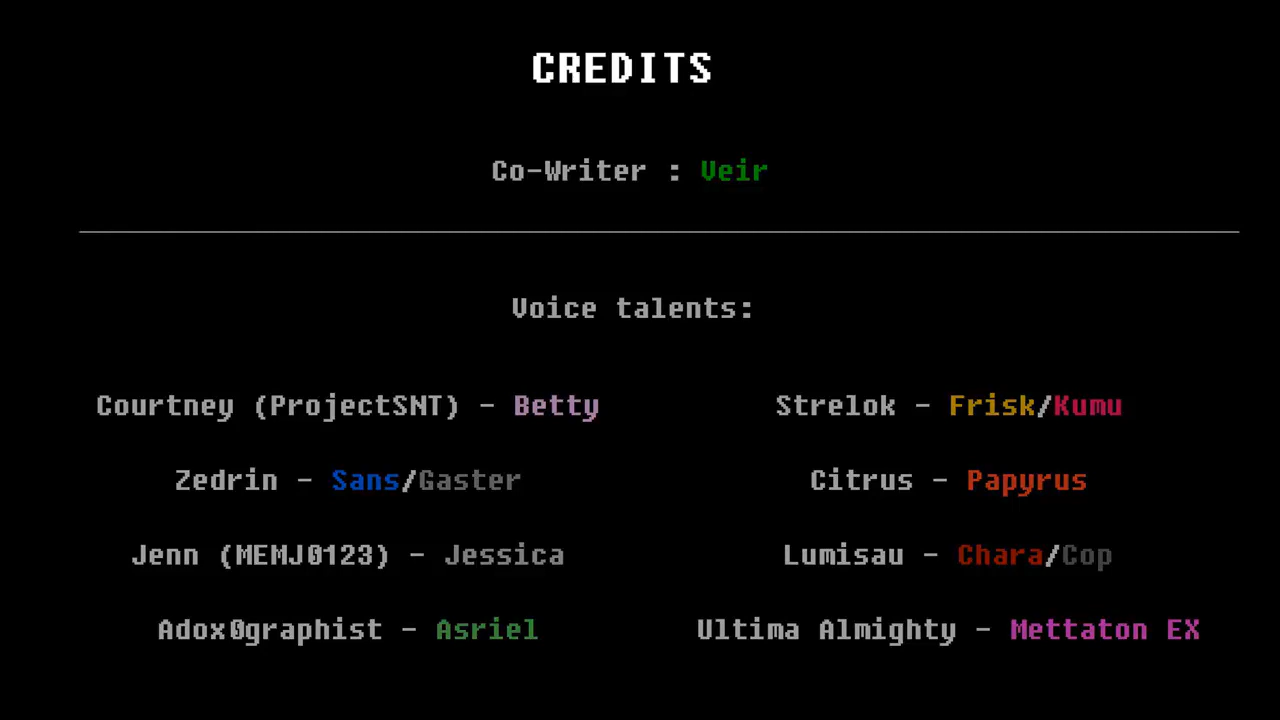 CREDITS
Co-Writer : Veir
Voice talents:
Courtney (ProjectSNT) - Betty
Strelok - Frisk/Kumu
Zedrin - Sans/Gaster
Citrus - Papyrus
Jenn (MEMJ0123) - Jessica
Lumisau - Chara/Cop
Adox0graphist - Asriel
Ultima Almighty - Mettaton EX